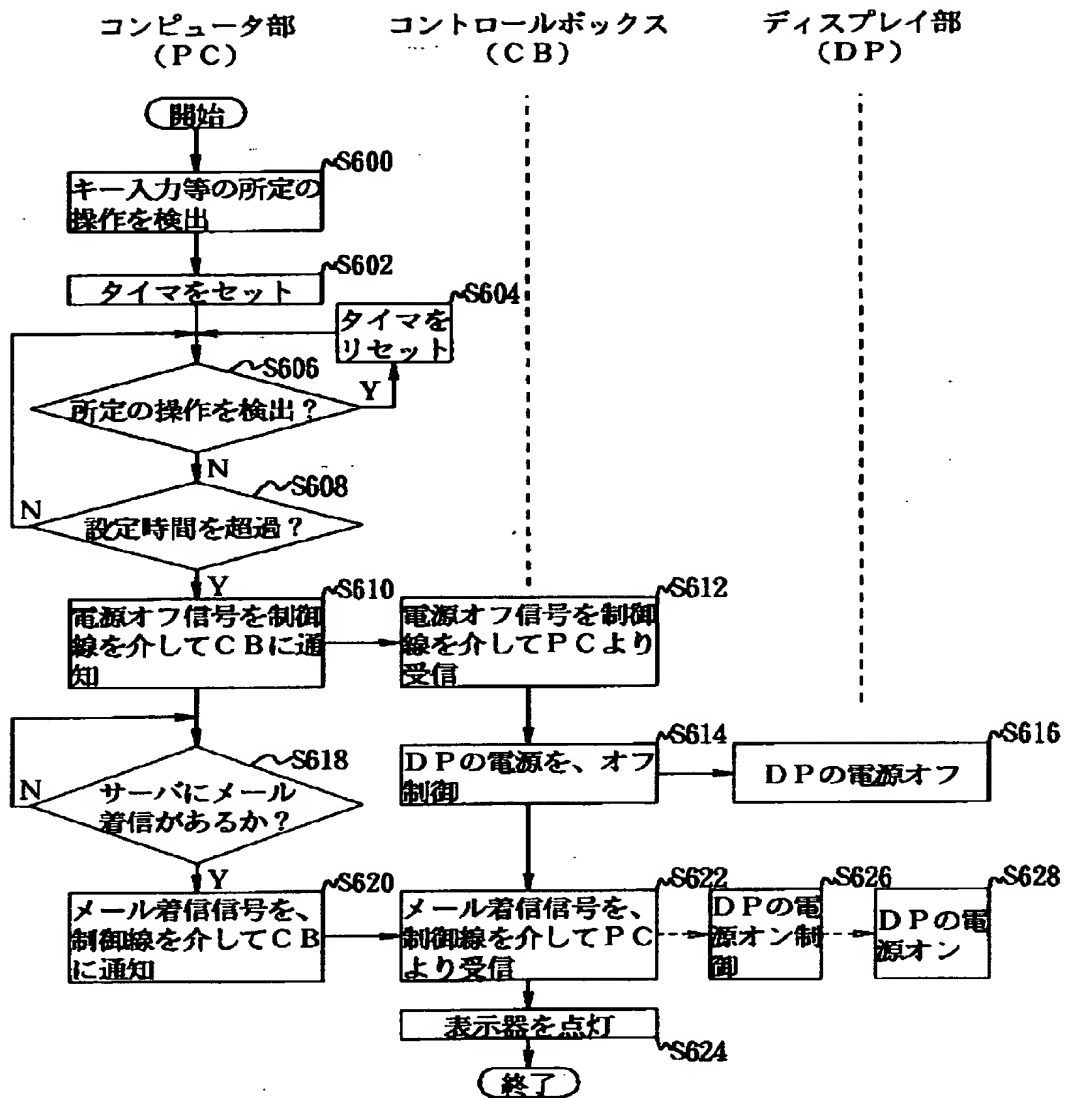 コンピュータ部
(PC)
コントロールボックス
(CB)
ディスプレイ部
(DP)
開始
S600
キー入力等の所定の
操作を検出
S602
タイマをセット
S604
タイマを
リセット
S606
所定の操作を検出?
Y
N
S608
設定時間を超過?
N
Y
S610
電源オフ信号を制御
線を介してCBに通
知
S612
電源オフ信号を制御
線を介してPCより
受信
S614
DPの電源を、オフ
制御
S616
DPの電源オフ
S618
サーバにメール
着信があるか?
N
Y
S620
メール着信信号を、
制御線を介してCB
に通知
S622
メール着信信号を、
制御線を介してPC
より受信
S626
DPの電
源オン制
御
S628
DPの電
源オン
表示器を点灯
S624
終了